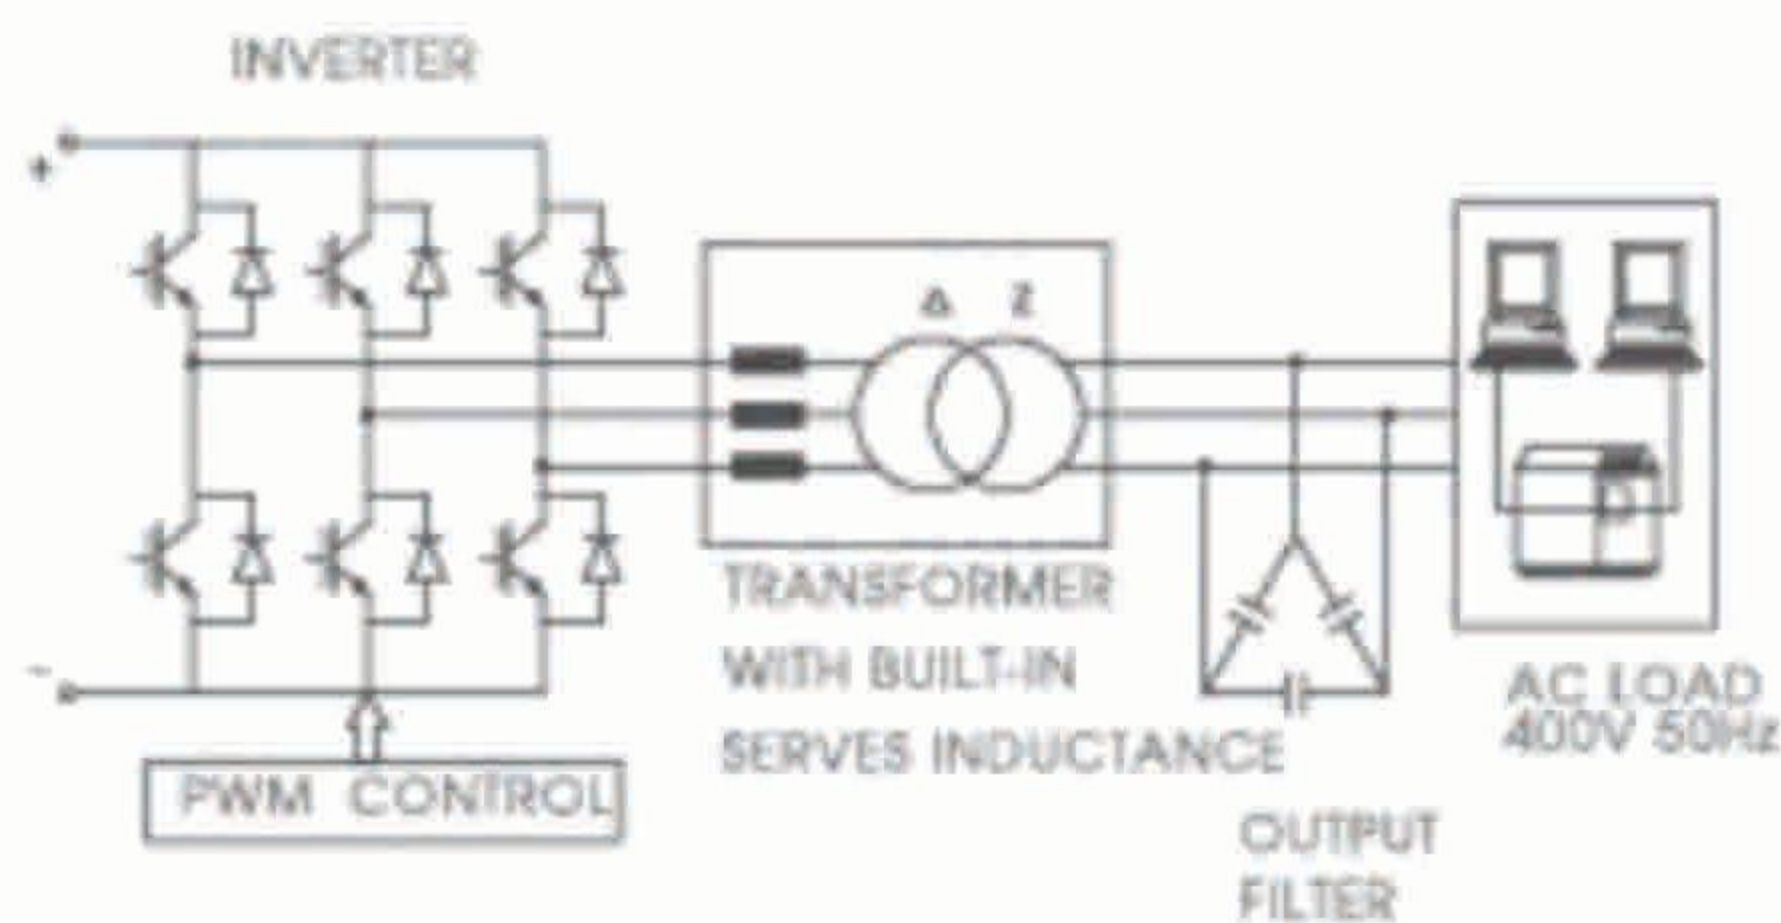 INVERTER
+
Δ Z
-
TRANSFORMER
WITH BUILT-IN
SERVES INDUCTANCE
AC LOAD
400V 50Hz
PWM CONTROL
OUTPUT
FILTER